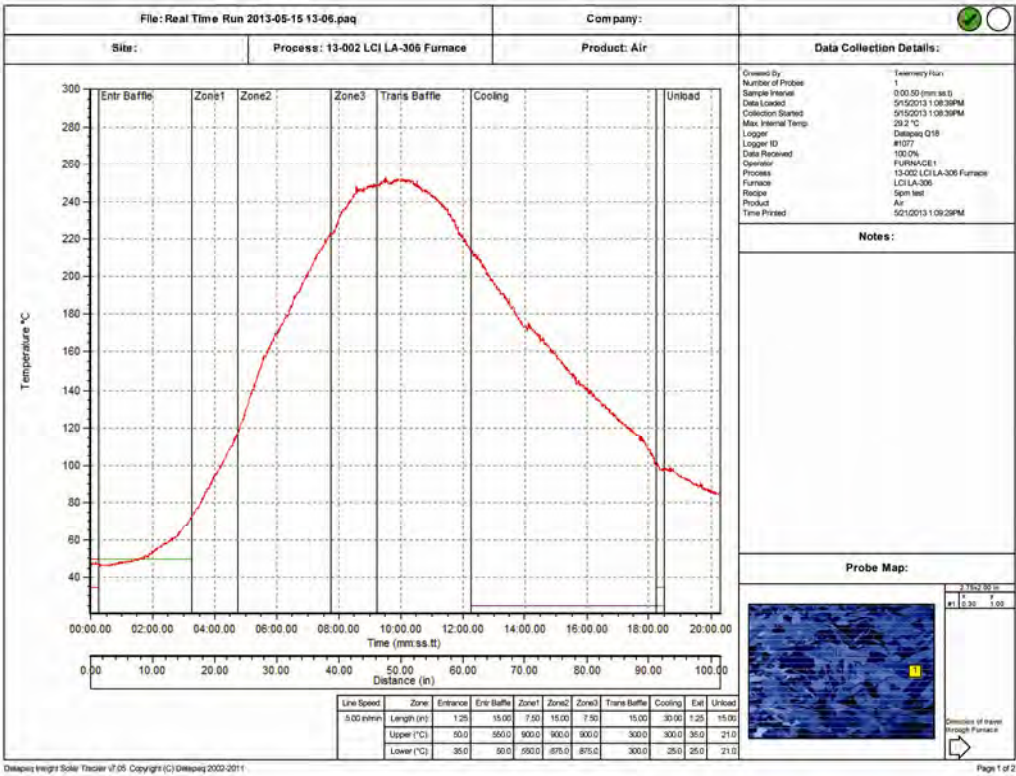 File: Real Time Run 2013-05-15 13-06.paq
Company:
Site:
Process: 13-002 LCI LA-306 Furnace
Product: Air
Data Collection Details:
Created By Telemetry Run
Number of Probes 1
Sample Interval 0:00.50 (mm:ss.t)
Data Loaded 5/15/2013 1:08:39PM
Collection Started 5/15/2013 1:08:39PM
Max. Internal Temp. 29.2 °C
Logger Datapaq Q18
Logger ID #1077
Data Received 100.0%
Operator FURNACE1
Process 13-002 LCI LA-306 Furnace
Furnace LCI LA-306
Recipe 5ipm test
Product Air
Time Printed 5/21/2013 1:09:29PM
Notes:
Entr Baffle Zone1 Zone2 Zone3 Trans Baffle Cooling Unload
300
280
260
240
220
200
180
160
140
120
100
80
60
40
Temperature °C
00:00.00 02:00.00 04:00.00 06:00.00 08:00.00 10:00.00 12:00.00 14:00.00 16:00.00 18:00.00 20:00.00
Time (mm:ss.tt)
0.00 10.00 20.00 30.00 40.00 50.00 60.00 70.00 80.00 90.00 100.00
Distance (in)
Probe Map:
2.76x2.00 in
x y
#1 0.30 1.00
1
Direction of travel
through Furnace
Line Speed Zone Entrance Entr Baffle Zone1 Zone2 Zone3 Trans Baffle Cooling Exit Unload
5.00 in/min Length (in) 1.25 15.00 7.50 15.00 7.50 15.00 30.00 1.25 15.00
Upper (°C) 50.0 550.0 900.0 900.0 900.0 300.0 300.0 35.0 21.0
Lower (°C) 35.0 50.0 550.0 875.0 875.0 300.0 25.0 25.0 21.0
Datapaq Insight Solar Tracker v7.05 Copyright (C) Datapaq 2002-2011
Page 1 of 2